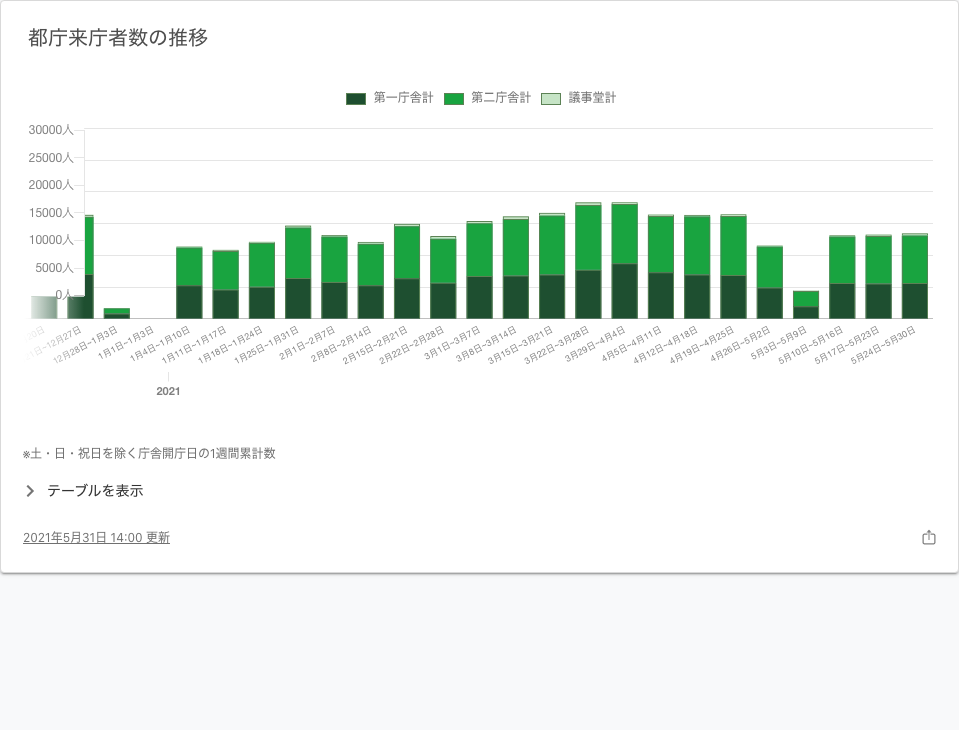 都庁来庁者数の推移
第一庁舎計 第二庁舎計 議事堂計
30000人
25000人
20000人
15000人
10000人
5000人
0人
12月28日~1月3日
1月1日~1月3日
1月4日~1月10日
1月11日~1月17日
1月18日~1月24日
1月25日~1月31日
2月1日~2月7日
2月8日~2月14日
2月15日~2月21日
2月22日~2月28日
3月1日~3月7日
3月8日~3月14日
3月15日~3月21日
3月22日~3月28日
3月29日~4月4日
4月5日~4月11日
4月12日~4月18日
4月19日~4月25日
4月26日~5月2日
5月3日~5月9日
5月10日~5月16日
5月17日~5月23日
5月24日~5月30日
2021
※土・日・祝日を除く庁舎開庁日の1週間累計数
テーブルを表示
2021年5月31日 14:00 更新